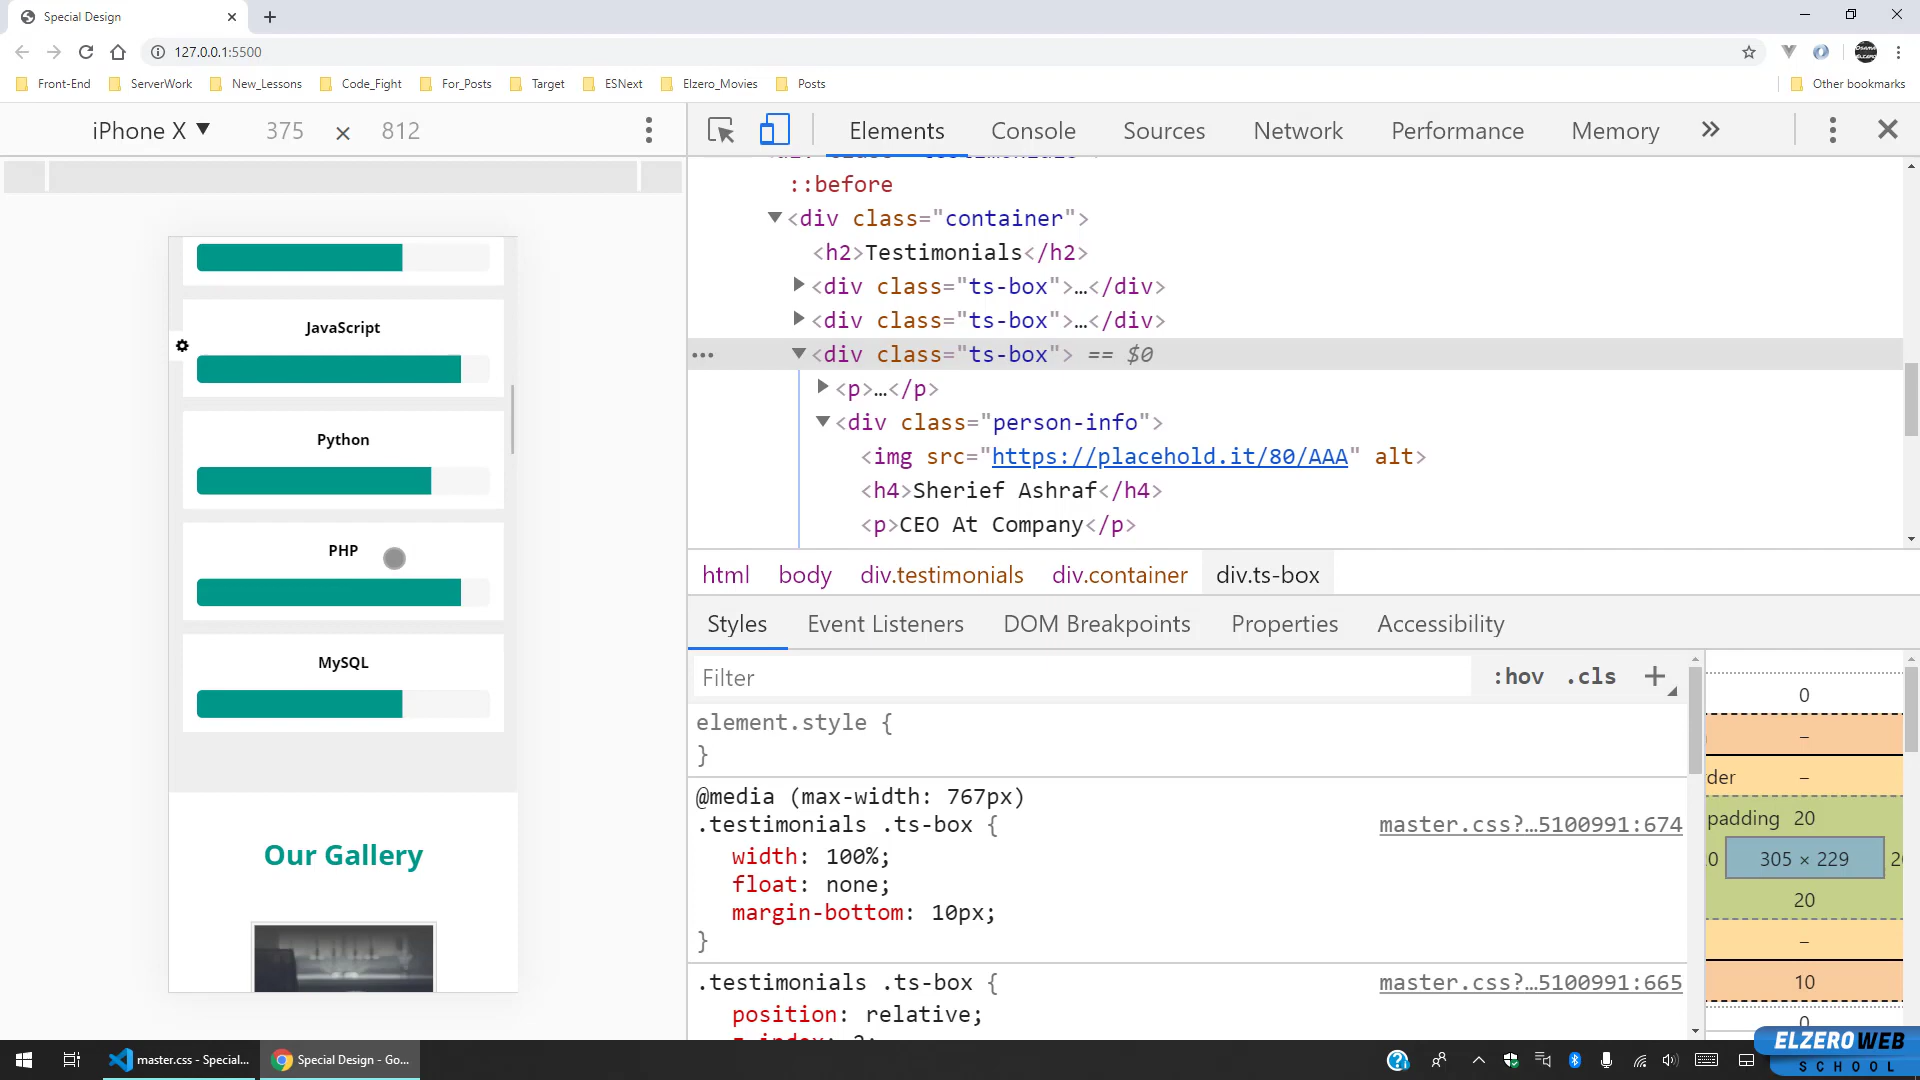 Special Design
127.0.0.1:5500
Front-End ServerWork New_Lessons Code_Fight For_Posts Target ESNext Elzero_Movies Posts Other bookmarks
iPhone X ▼ 375 × 812
Elements Console Sources Network Performance Memory »
::before
<div class="container">
<h2>Testimonials</h2>
<div class="ts-box">…</div>
<div class="ts-box">…</div>
<div class="ts-box"> == $0
<p>…</p>
<div class="person-info">
<img src="https://placehold.it/80/AAA" alt>
<h4>Sherief Ashraf</h4>
<p>CEO At Company</p>
html body div.testimonials div.container div.ts-box
Styles Event Listeners DOM Breakpoints Properties Accessibility
Filter :hov .cls +
element.style {
}
@media (max-width: 767px)
.testimonials .ts-box { master.css?…5100991:674
width: 100%;
float: none;
margin-bottom: 10px;
}
.testimonials .ts-box { master.css?…5100991:665
position: relative;
z-index: 2;
0
–
der –
padding 20
0 305 × 229 20
20
–
10
0
JavaScript
Python
PHP
MySQL
Our Gallery
master.css - Special... Special Design - Go...
ELZERO WEB
SCHOOL